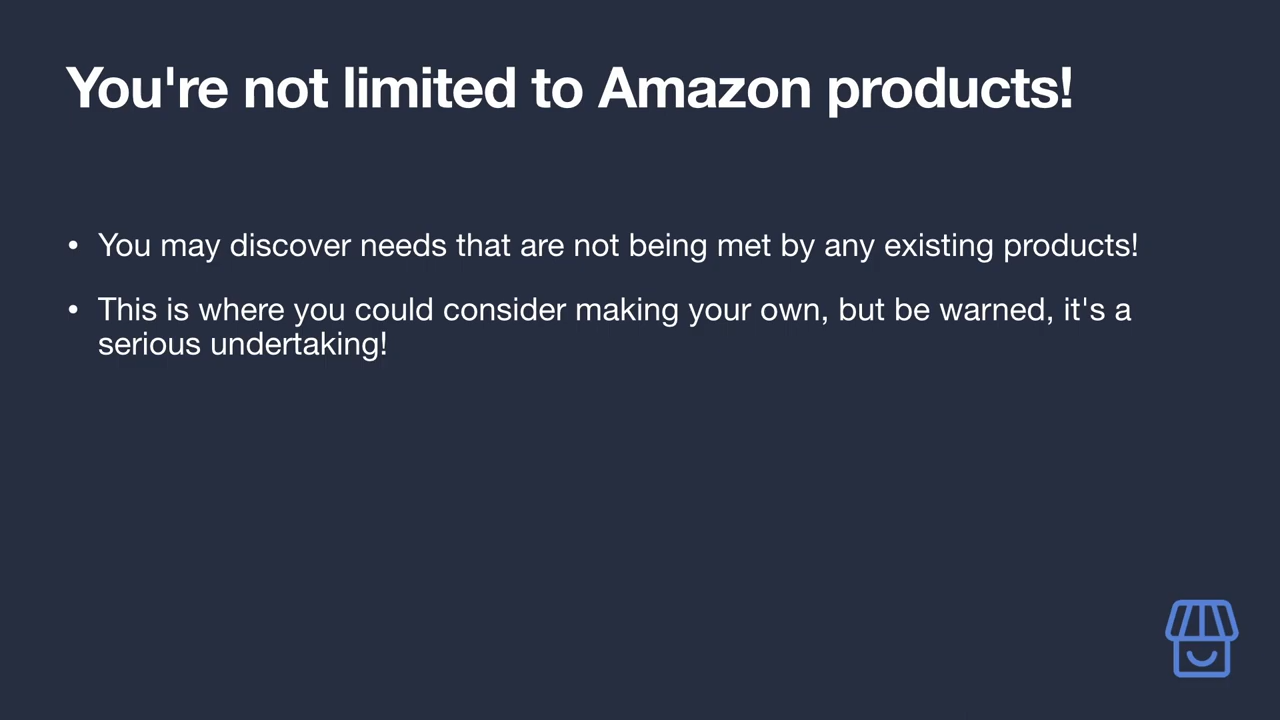 You're not limited to Amazon products!
• You may discover needs that are not being met by any existing products!
• This is where you could consider making your own, but be warned, it's a
serious undertaking!